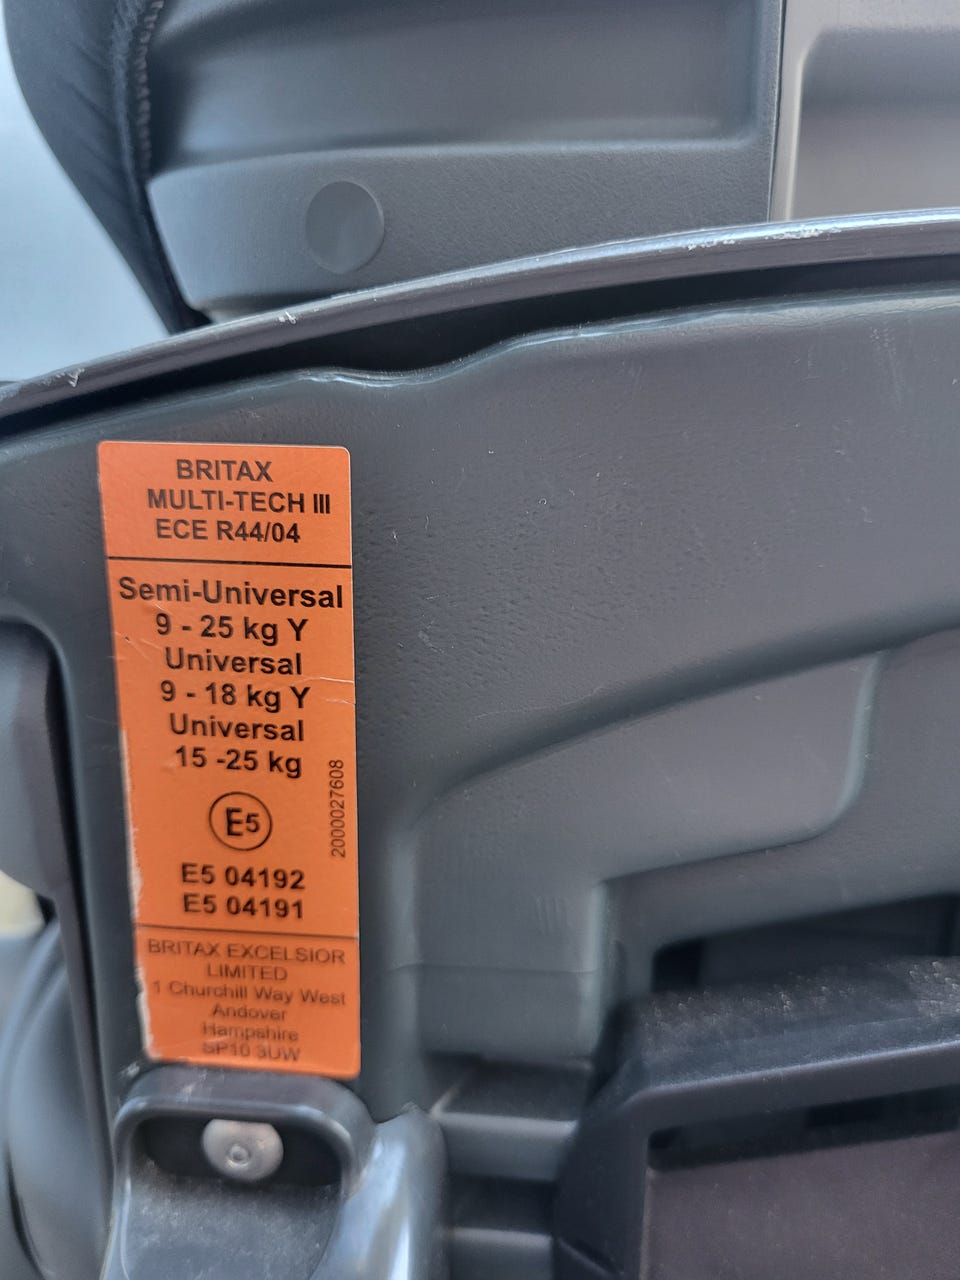 BRITAX
MULTI-TECH III
ECE R44/04
Semi-Universal
9 - 25 kg Y
Universal
9 - 18 kg Y
Universal
15 -25 kg
2000027608
E5
E5 04192
E5 04191
BRITAX EXCELSIOR
LIMITED
1 Churchill Way West
Andover
Hampshire
SP10 3UW